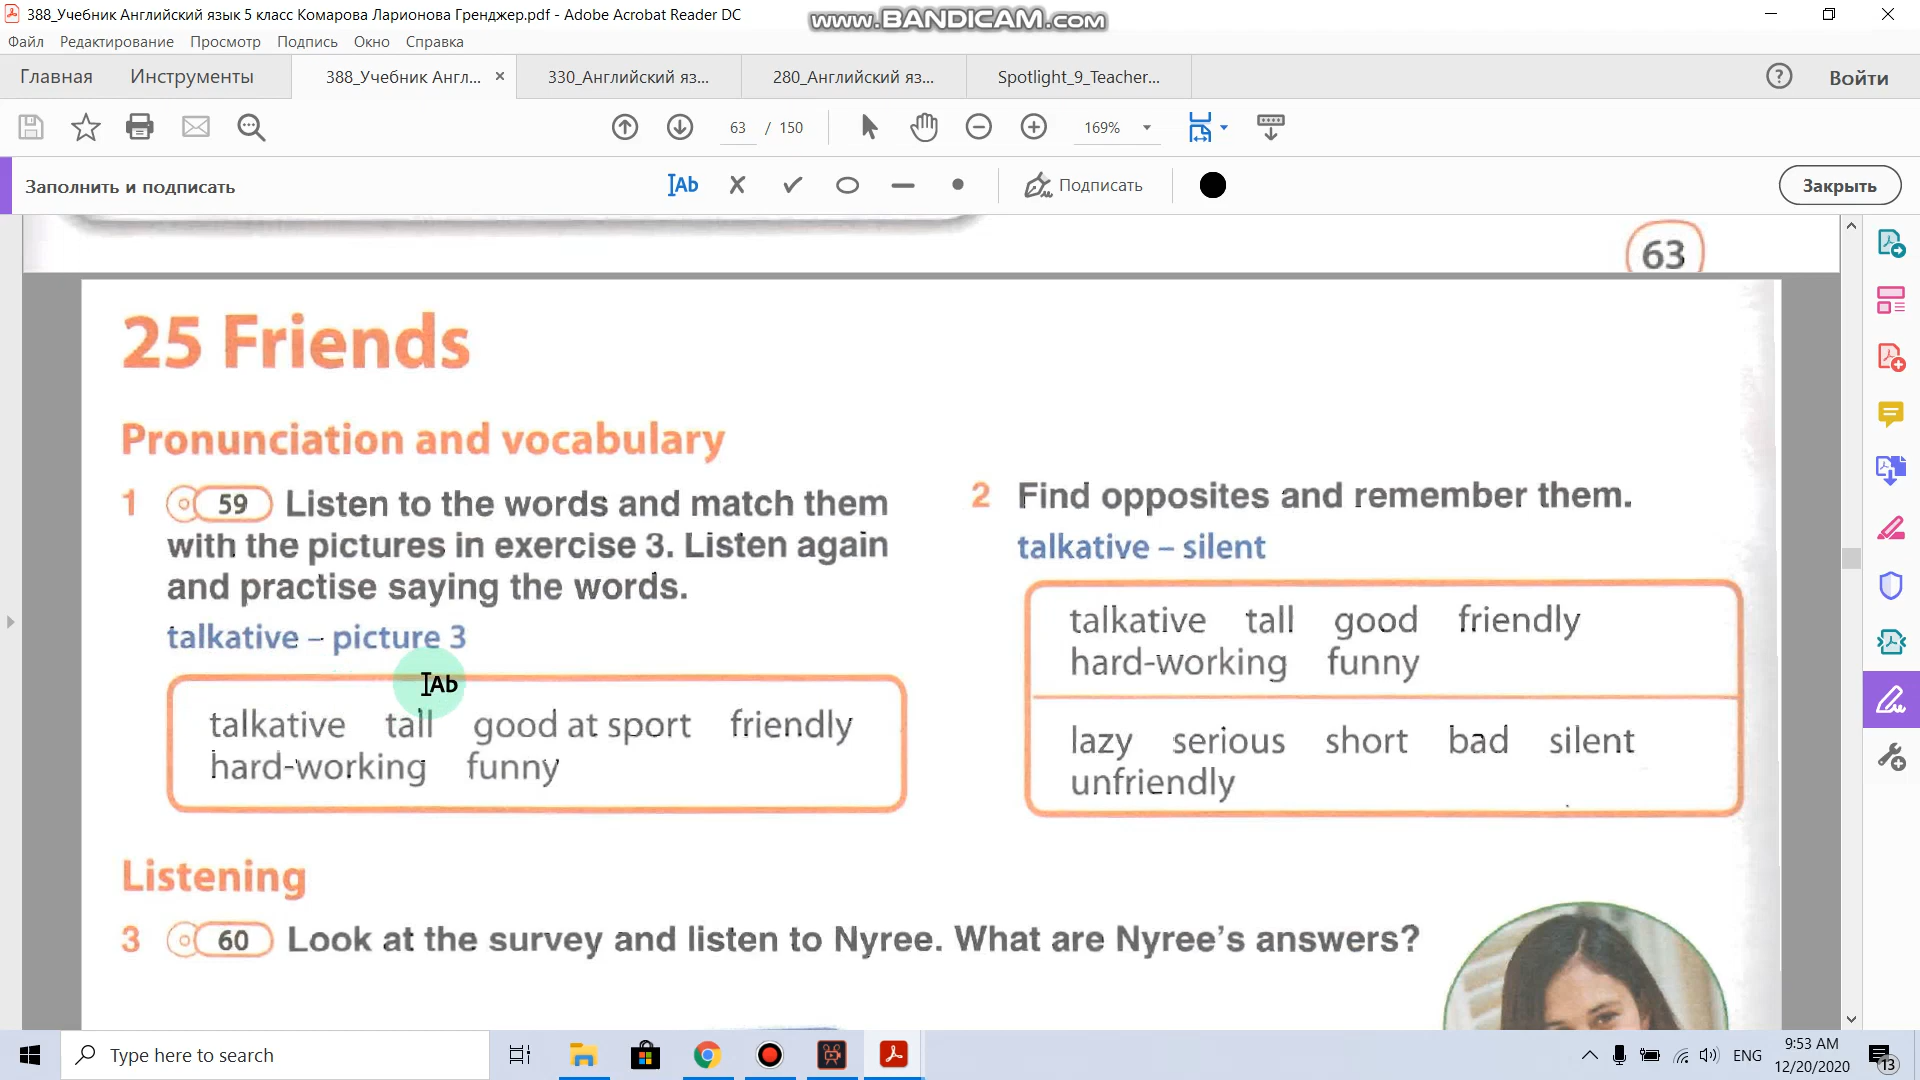 388_Учебник Английский язык 5 класс Комарова Ларионова Гренджер.pdf - Adobe Acrobat Reader DC
www.BANDICAM.com
Файл Редактирование Просмотр Подпись Окно Справка
Главная Инструменты 388_Учебник Англ... × 330_Английский яз... 280_Английский яз... Spotlight_9_Teacher... ? Войти
63 / 150 169%
Заполнить и подписать Ab Подписать Закрыть
63
25 Friends
Pronunciation and vocabulary
1 59 Listen to the words and match them
with the pictures in exercise 3. Listen again
and practise saying the words.
talkative – picture 3
Ab
talkative tall good at sport friendly
hard-working funny
2 Find opposites and remember them.
talkative – silent
talkative tall good friendly
hard-working funny
lazy serious short bad silent
unfriendly
Listening
3 60 Look at the survey and listen to Nyree. What are Nyree's answers?
Type here to search
ENG
9:53 AM
12/20/2020
13